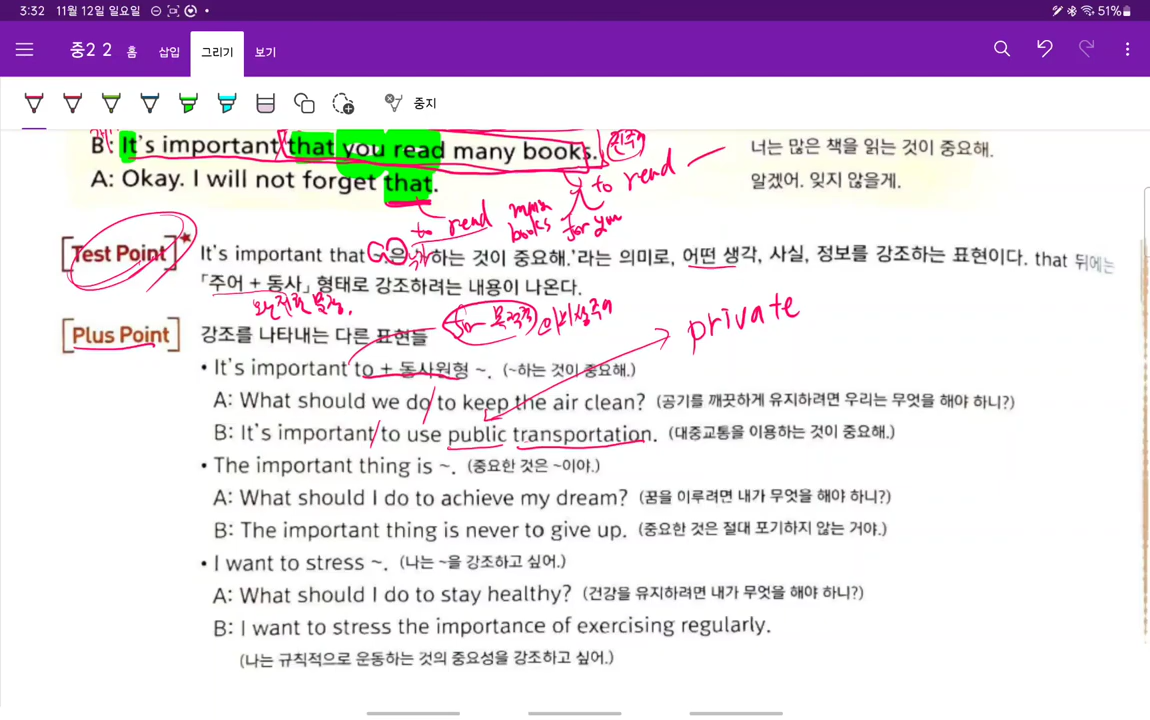 3:32 11월 12일 일요일 51%
중2 2 홈 삽입 그리기 보기
중지
B: It's important that you read many books. 진주어 너는 많은 책을 읽는 것이 중요해.
to read
A: Okay. I will not forget that. 알겠어. 잊지 않을게.
to read many books for you
[Test Point]★ It's important that ~은 '~하는 것이 중요해.'라는 의미로, 어떤 생각, 사실, 정보를 강조하는 표현이다. that 뒤에는
「주어 + 동사」 형태로 강조하려는 내용이 나온다.
완전한 문장.
for 목적격 의미상주어
private
[Plus Point] 강조를 나타내는 다른 표현들
• It's important to + 동사원형 ~. (~하는 것이 중요해.)
A: What should we do to keep the air clean? (공기를 깨끗하게 유지하려면 우리는 무엇을 해야 하니?)
B: It's important to use public transportation. (대중교통을 이용하는 것이 중요해.)
• The important thing is ~. (중요한 것은 ~이야.)
A: What should I do to achieve my dream? (꿈을 이루려면 내가 무엇을 해야 하니?)
B: The important thing is never to give up. (중요한 것은 절대 포기하지 않는 거야.)
• I want to stress ~. (나는 ~을 강조하고 싶어.)
A: What should I do to stay healthy? (건강을 유지하려면 내가 무엇을 해야 하니?)
B: I want to stress the importance of exercising regularly.
(나는 규칙적으로 운동하는 것의 중요성을 강조하고 싶어.)